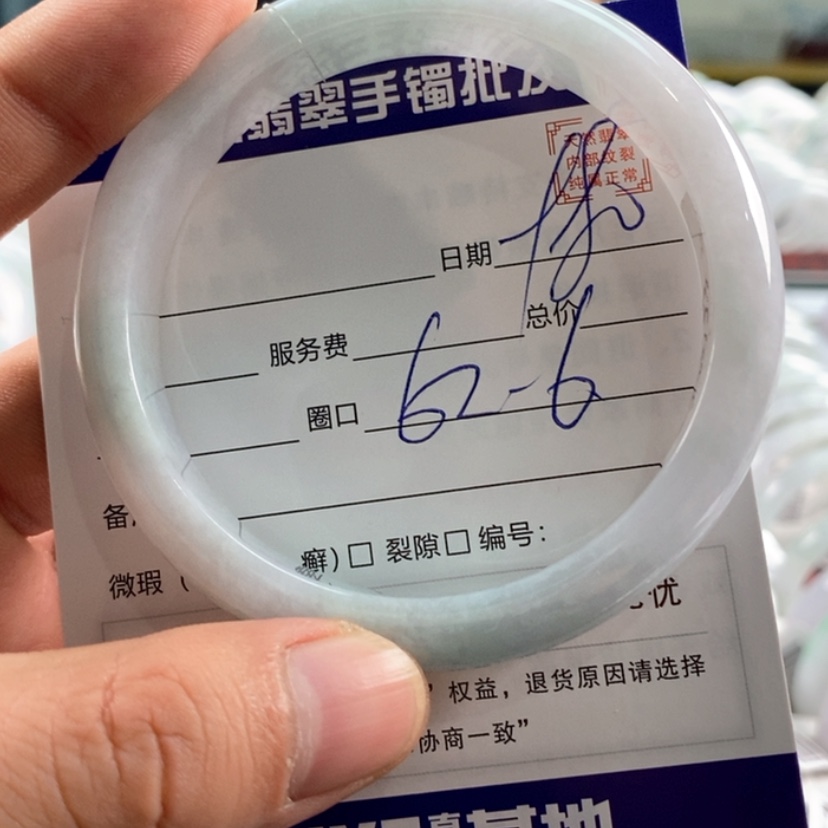 翡翠手镯批发
天然翡翠
内部纹裂
纯属正常
日期
总价
服务费
圈口 62-6
备
癣）□ 裂隙□ 编号：
微瑕（
优
”权益，退货原因请选择
协商一致”
基地